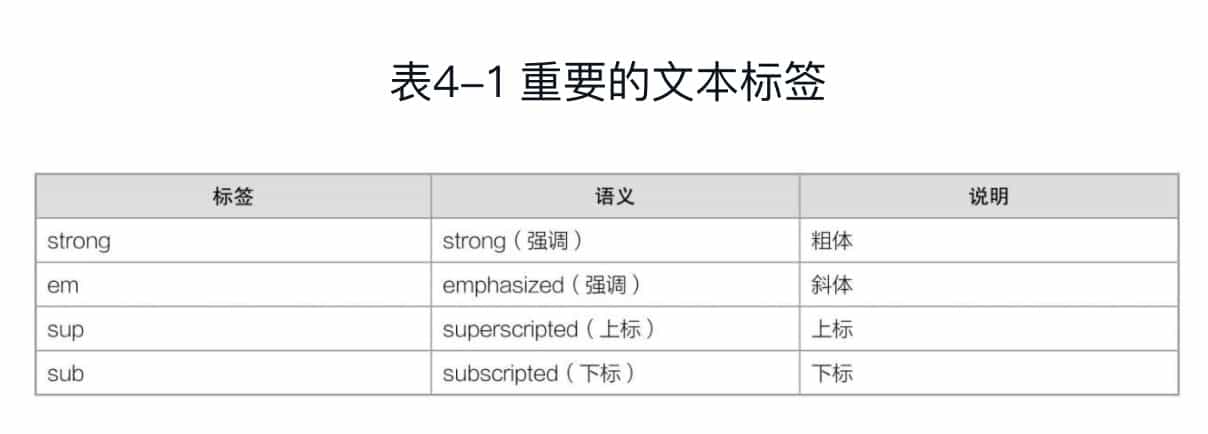 表4-1 重要的文本标签
标签 语义 说明
strong strong（强调） 粗体
em emphasized（强调） 斜体
sup superscripted（上标） 上标
sub subscripted（下标） 下标